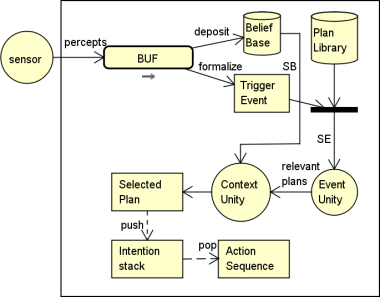 deposit
Belief
Base
Plan
Library
percepts
sensor
BUF
formalize
SB
Trigger
Event
SE
Selected
Plan
Context
Unity
relevant
plans
Event
Unity
push
pop
Intention
stack
Action
Sequence